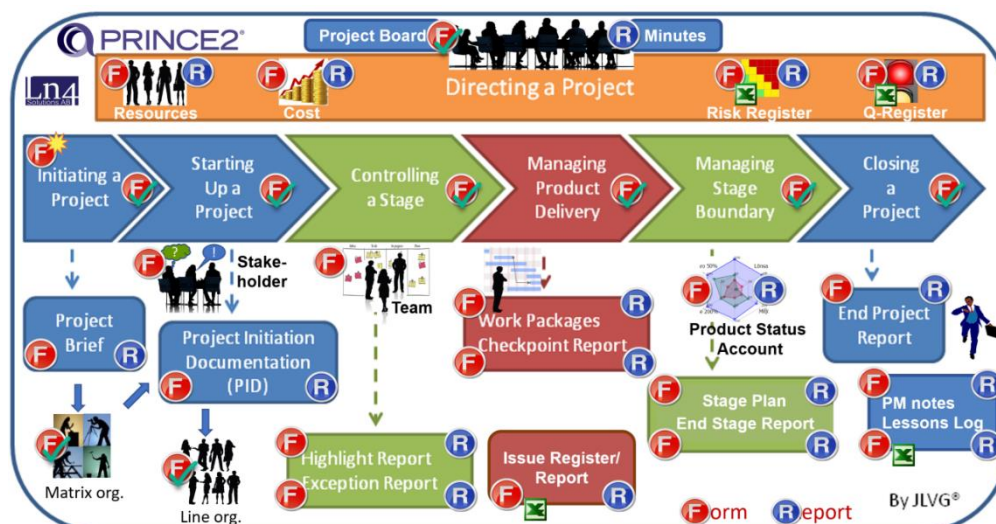 PRINCE2®
Project Board F
R Minutes
Ln4
Solutions AB
Directing a Project
F R
Resources
F R
Cost
F R
Risk Register
F R
Q-Register
F
Initiating a
Project
F
Starting
Up a
Project
F
Controlling
a Stage
F
Managing
Product
Delivery
F
Managing
Stage
Boundary
F
Closing
a
Project
F
F
? !
Stake-
holder
F
Team
F R
Work Packages
Checkpoint Report
F R
F R
Product Status
Account
F R
End Project
Report
Project
Brief
F R
Project Initiation
Documentation
(PID)
F R
F R
Stage Plan
End Stage Report
F R
F R
PM notes
Lessons Log
F R
F
Matrix org.
F
Line org.
F R
Highlight Report
Exception Report
F R
Issue Register/
Report
F
Form Report
By JLVG®